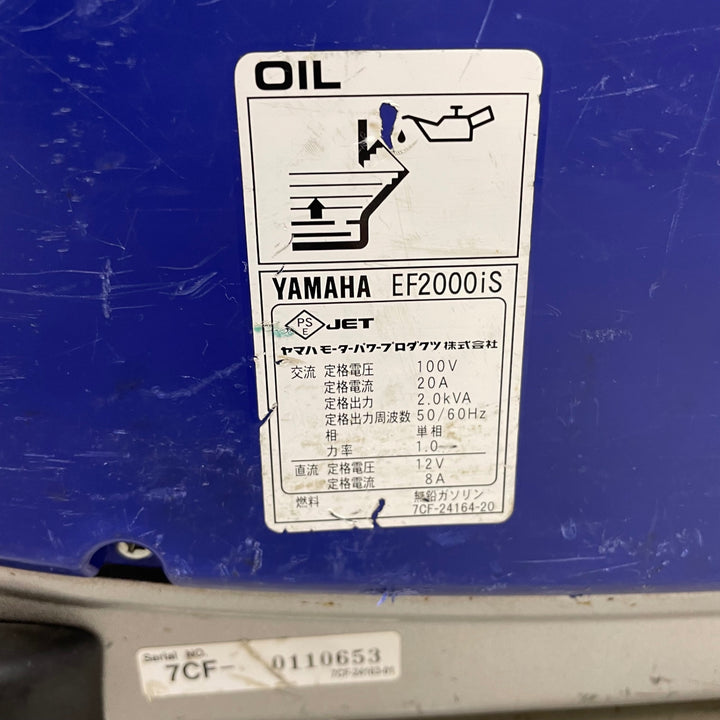 OIL
YAMAHA EF2000iS
PS E JET
ヤマハモーターパワープロダクツ株式会社
交流 定格電圧 100V
定格電流 20A
定格出力 2.0kVA
定格出力周波数 50/60Hz
相 単相
力率 1.0
直流 定格電圧 12V
定格電流 8A
燃料 無鉛ガソリン
7CF-24164-20
Serial NO.
7CF- 0110653
7CF-24163-01